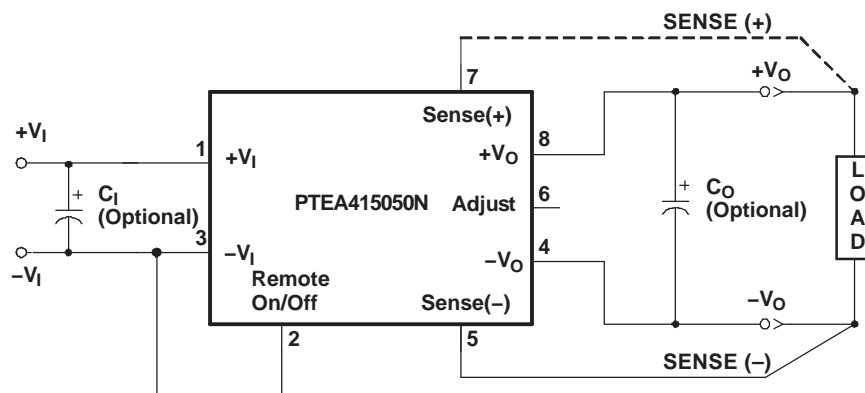 SENSE (+)
7
+VO
Sense(+)
+VI
1
+VI
8
+VO
+
CI
(Optional)
PTEA415050N
Adjust
6
+
CO
(Optional)
LOAD
3
–VI
–VI
4
–VO
Remote
On/Off
Sense(–)
–VO
2
5
SENSE (–)